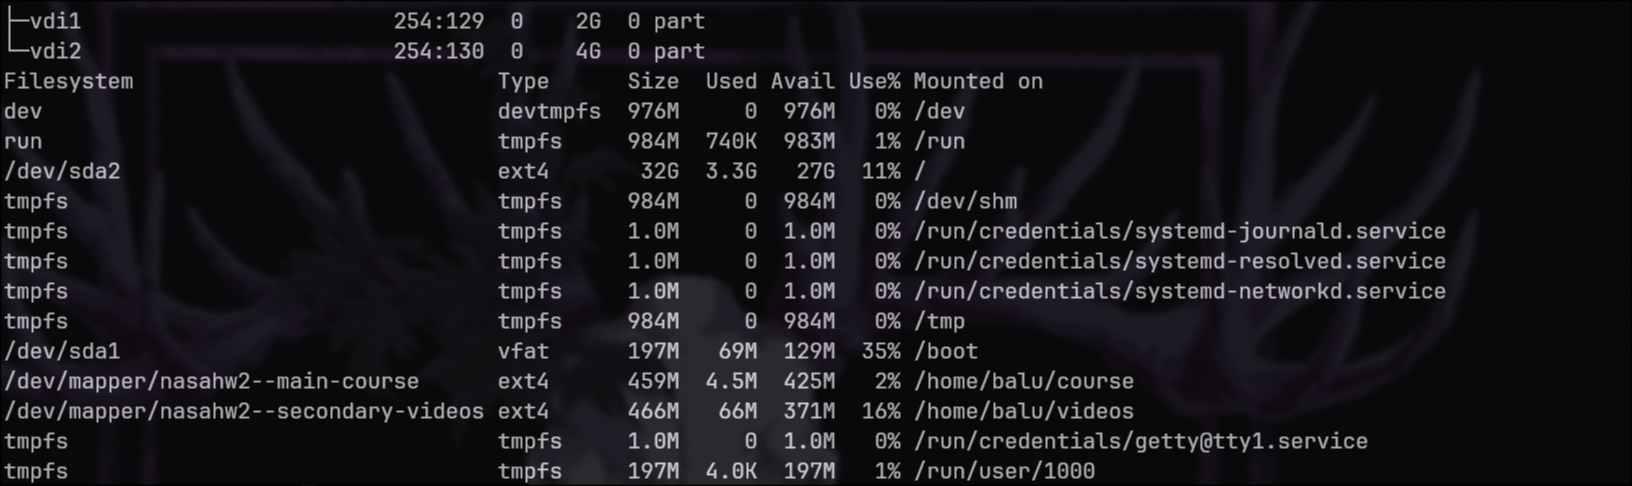 ├─vdi1                        254:129  0    2G  0 part
└─vdi2                        254:130  0    4G  0 part
Filesystem                            Type      Size  Used Avail Use% Mounted on
dev                                   devtmpfs  976M     0  976M   0% /dev
run                                   tmpfs     984M  740K  983M   1% /run
/dev/sda2                             ext4       32G  3.3G   27G  11% /
tmpfs                                 tmpfs     984M     0  984M   0% /dev/shm
tmpfs                                 tmpfs     1.0M     0  1.0M   0% /run/credentials/systemd-journald.service
tmpfs                                 tmpfs     1.0M     0  1.0M   0% /run/credentials/systemd-resolved.service
tmpfs                                 tmpfs     1.0M     0  1.0M   0% /run/credentials/systemd-networkd.service
tmpfs                                 tmpfs     984M     0  984M   0% /tmp
/dev/sda1                             vfat      197M   69M  129M  35% /boot
/dev/mapper/nasahw2--main-course      ext4      459M  4.5M  425M   2% /home/balu/course
/dev/mapper/nasahw2--secondary-videos ext4      466M   66M  371M  16% /home/balu/videos
tmpfs                                 tmpfs     1.0M     0  1.0M   0% /run/credentials/getty@tty1.service
tmpfs                                 tmpfs     197M  4.0K  197M   1% /run/user/1000